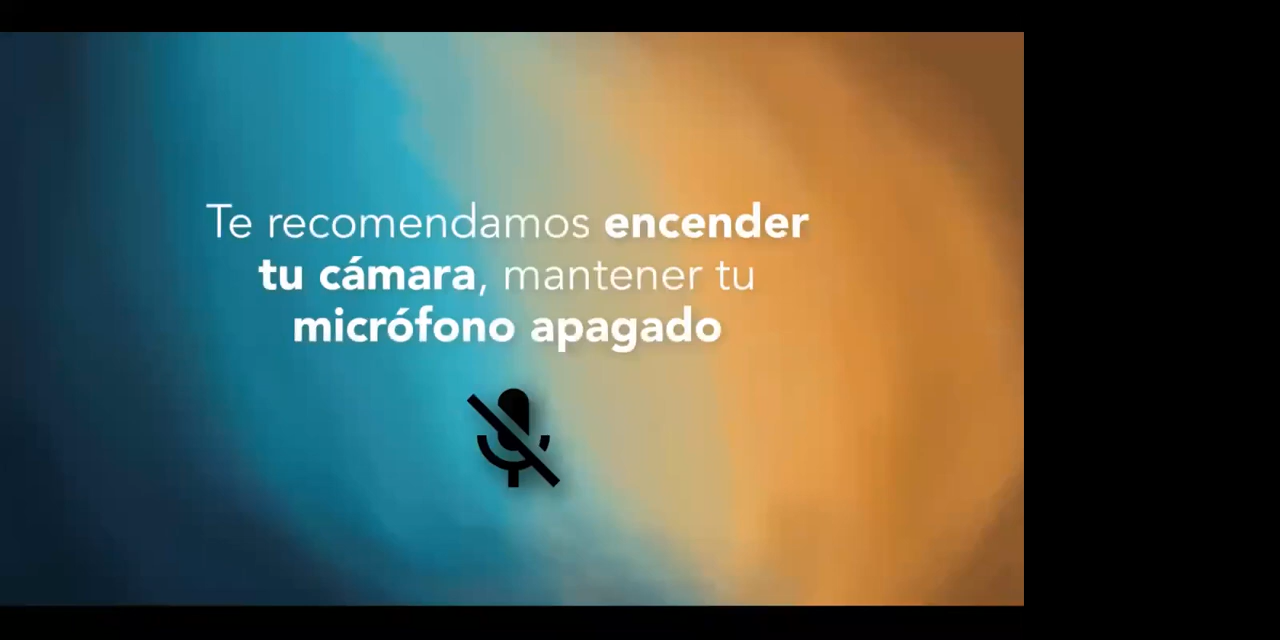 Te recomendamos encender
tu cámara, mantener tu
micrófono apagado